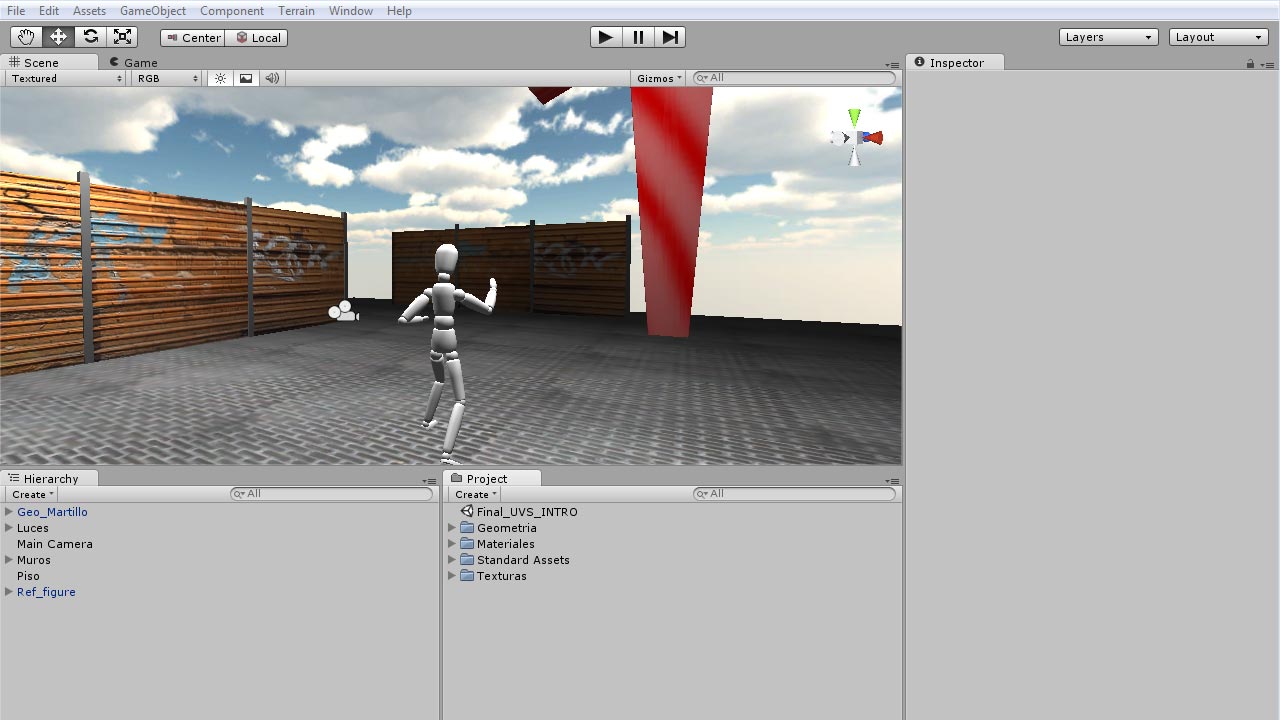 File Edit Assets GameObject Component Terrain Window Help
Center Local Layers Layout
Scene Game Inspector
Textured RGB Gizmos All
Hierarchy Project
Create All Create All
Geo_Martillo Final_UVS_INTRO
Luces Geometria
Main Camera Materiales
Muros Standard Assets
Piso Texturas
Ref_figure